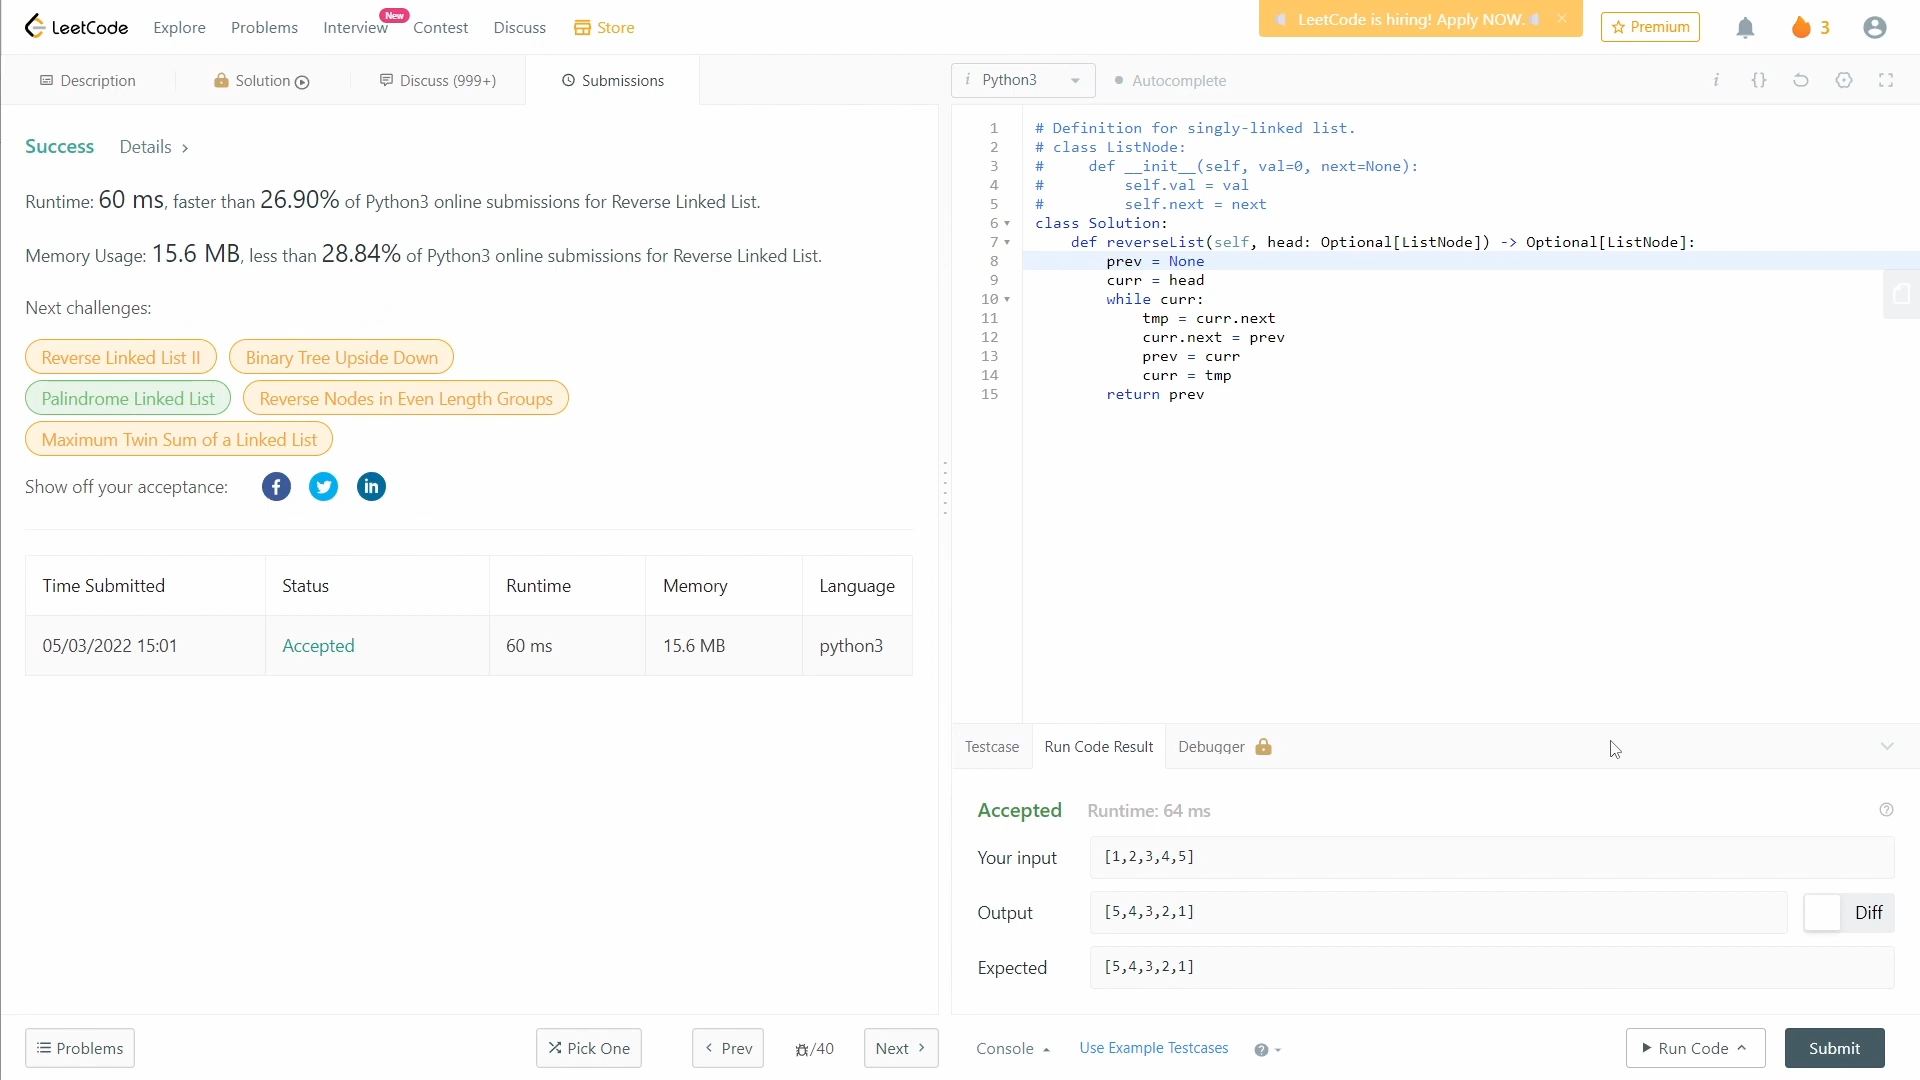 LeetCode Explore Problems Interview New Contest Discuss Store LeetCode is hiring! Apply NOW. Premium 3
Description Solution Discuss (999+) Submissions
Success Details
Runtime: 60 ms, faster than 26.90% of Python3 online submissions for Reverse Linked List.
Memory Usage: 15.6 MB, less than 28.84% of Python3 online submissions for Reverse Linked List.
Next challenges:
Reverse Linked List II Binary Tree Upside Down
Palindrome Linked List Reverse Nodes in Even Length Groups
Maximum Twin Sum of a Linked List
Show off your acceptance:
Time Submitted Status Runtime Memory Language
05/03/2022 15:01 Accepted 60 ms 15.6 MB python3
Problems Pick One < Prev /40 Next >
i Python3 Autocomplete i {}
1 # Definition for singly-linked list.
2 # class ListNode:
3 #     def __init__(self, val=0, next=None):
4 #         self.val = val
5 #         self.next = next
6 class Solution:
7     def reverseList(self, head: Optional[ListNode]) -> Optional[ListNode]:
8         prev = None
9         curr = head
10         while curr:
11             tmp = curr.next
12             curr.next = prev
13             prev = curr
14             curr = tmp
15         return prev
Testcase Run Code Result Debugger
Accepted Runtime: 64 ms
Your input [1,2,3,4,5]
Output [5,4,3,2,1] Diff
Expected [5,4,3,2,1]
Console Use Example Testcases Run Code Submit